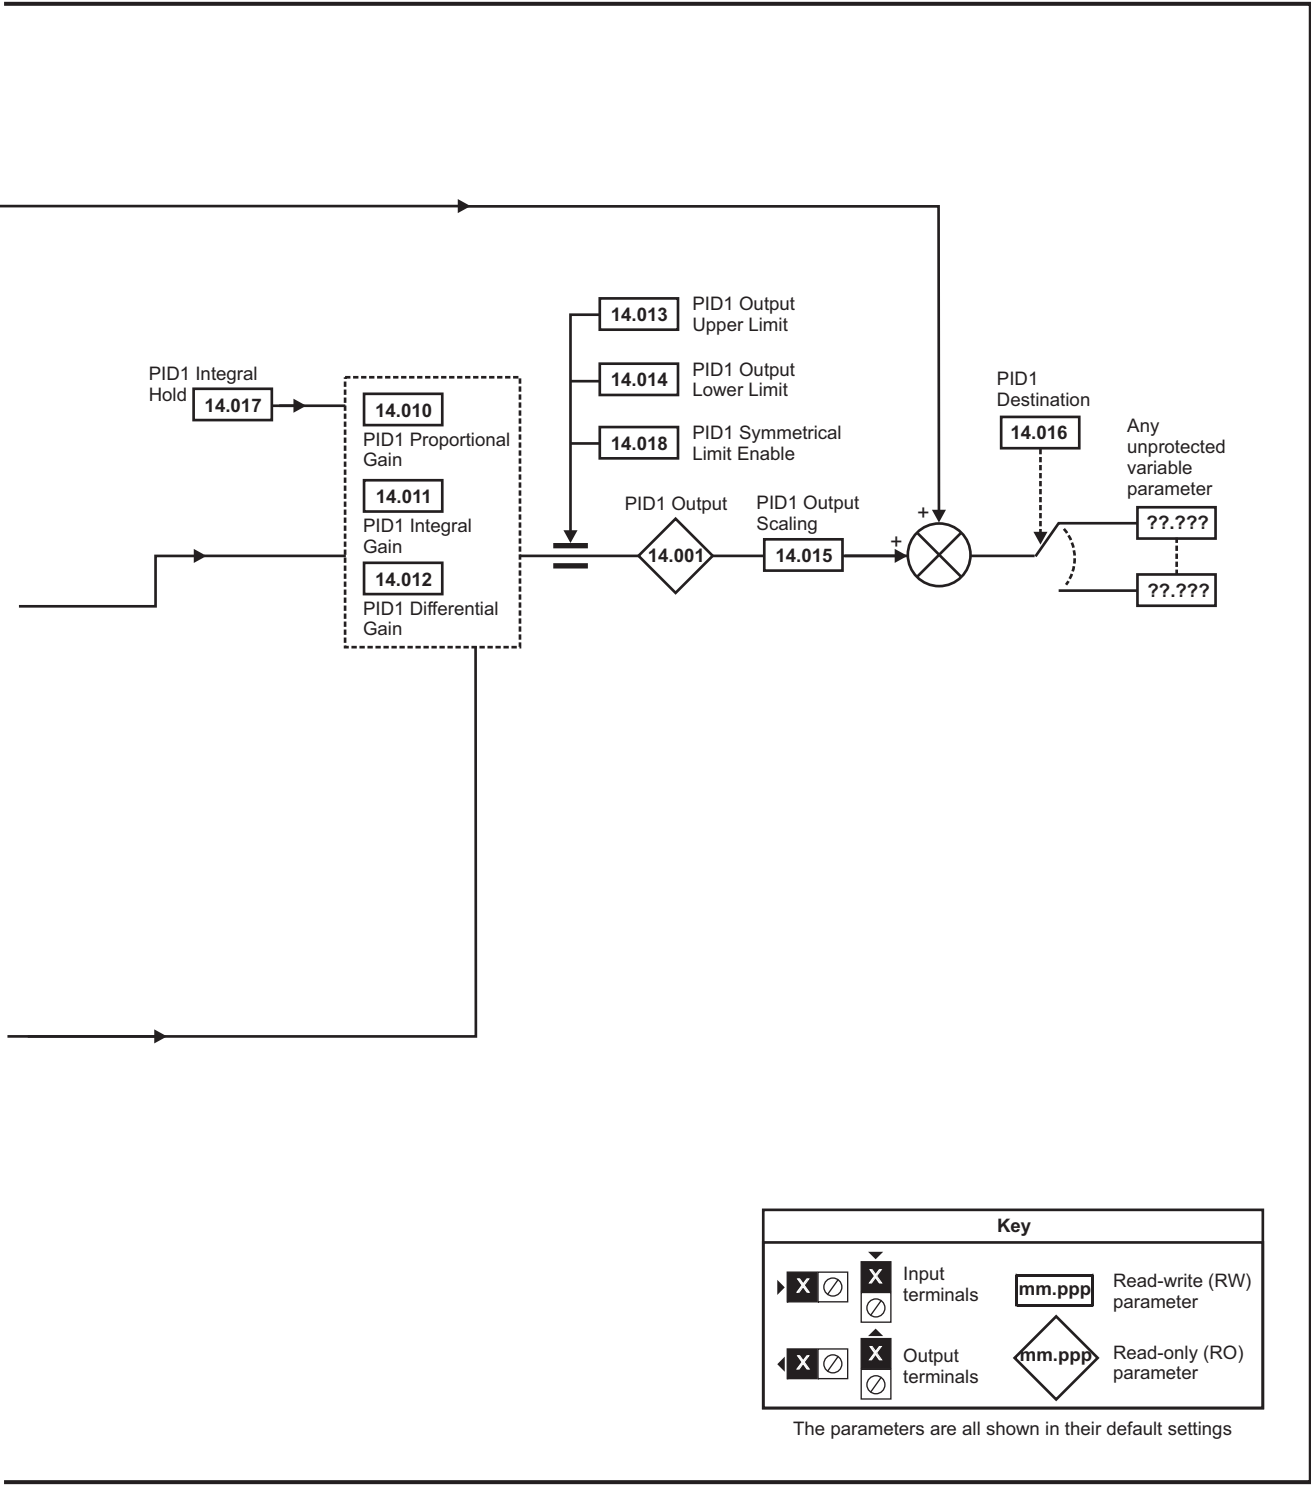 14.013
PID1 Output
Upper Limit
PID1 Integral
Hold
14.017
14.014
PID1 Output
Lower Limit
14.018
PID1 Symmetrical
Limit Enable
14.010
PID1 Proportional
Gain
14.011
PID1 Integral
Gain
14.012
PID1 Differential
Gain
PID1 Output
14.001
PID1 Output
Scaling
14.015
+
+
PID1
Destination
14.016
Any
unprotected
variable
parameter
??.???
??.???
Key
X
X
Input
terminals
mm.ppp
Read-write (RW)
parameter
X
X
Output
terminals
mm.ppp
Read-only (RO)
parameter
The parameters are all shown in their default settings